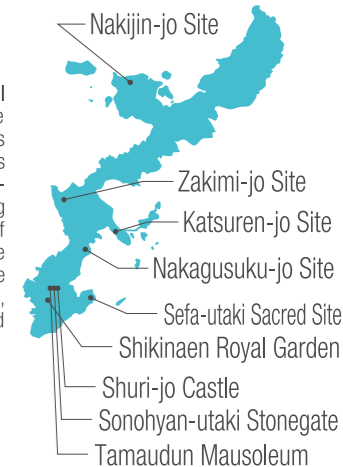 Nakijin-jo Site
Zakimi-jo Site
Katsuren-jo Site
Nakagusuku-jo Site
Sefa-utaki Sacred Site
Shikinaen Royal Garden
Shuri-jo Castle
Sonohyan-utaki Stonegate
Tamaudun Mausoleum